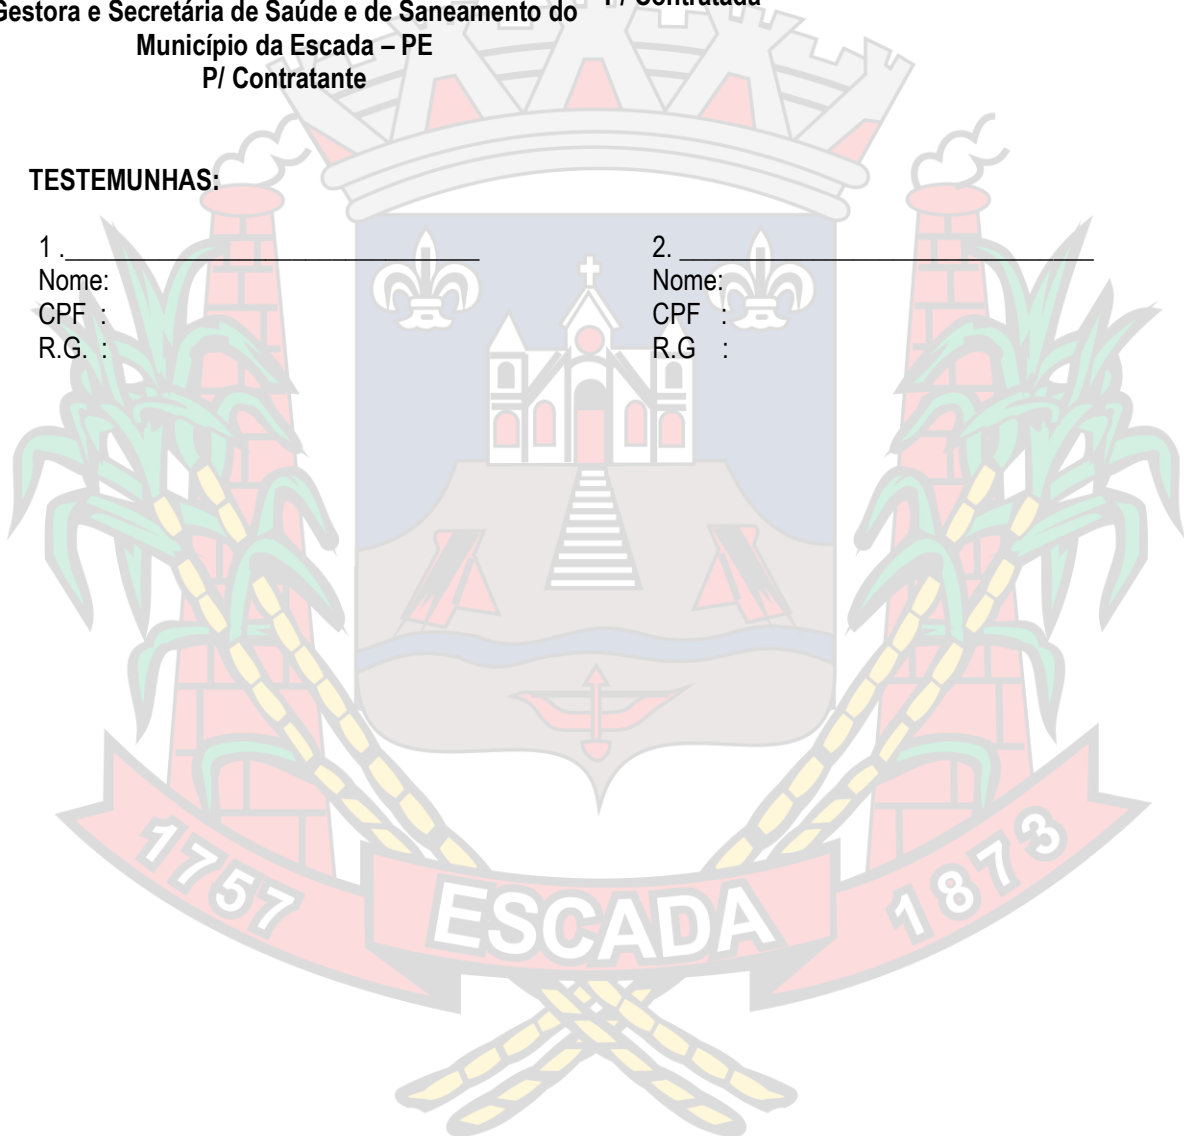 Gestora e Secretária de Saúde e de Saneamento do
Município da Escada – PE
P/ Contratante
P/ Contratada
TESTEMUNHAS:
1 .______________________________
Nome:
CPF :
R.G. :
2. ______________________________
Nome:
CPF :
R.G :
1757
ESCADA
1873